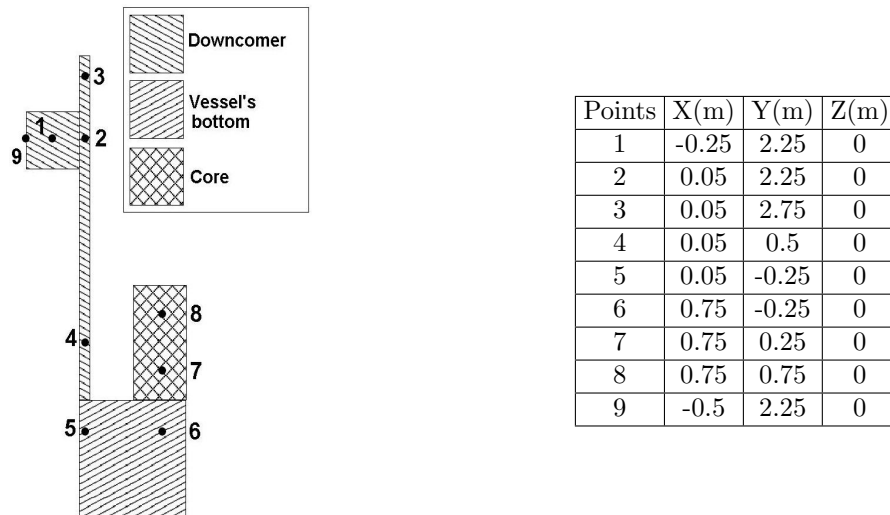 Downcomer
Vessel's
bottom
Core
3
1
2
9
8
4
7
5
6
Points X(m) Y(m) Z(m)
1 -0.25 2.25 0
2 0.05 2.25 0
3 0.05 2.75 0
4 0.05 0.5 0
5 0.05 -0.25 0
6 0.75 -0.25 0
7 0.75 0.25 0
8 0.75 0.75 0
9 -0.5 2.25 0